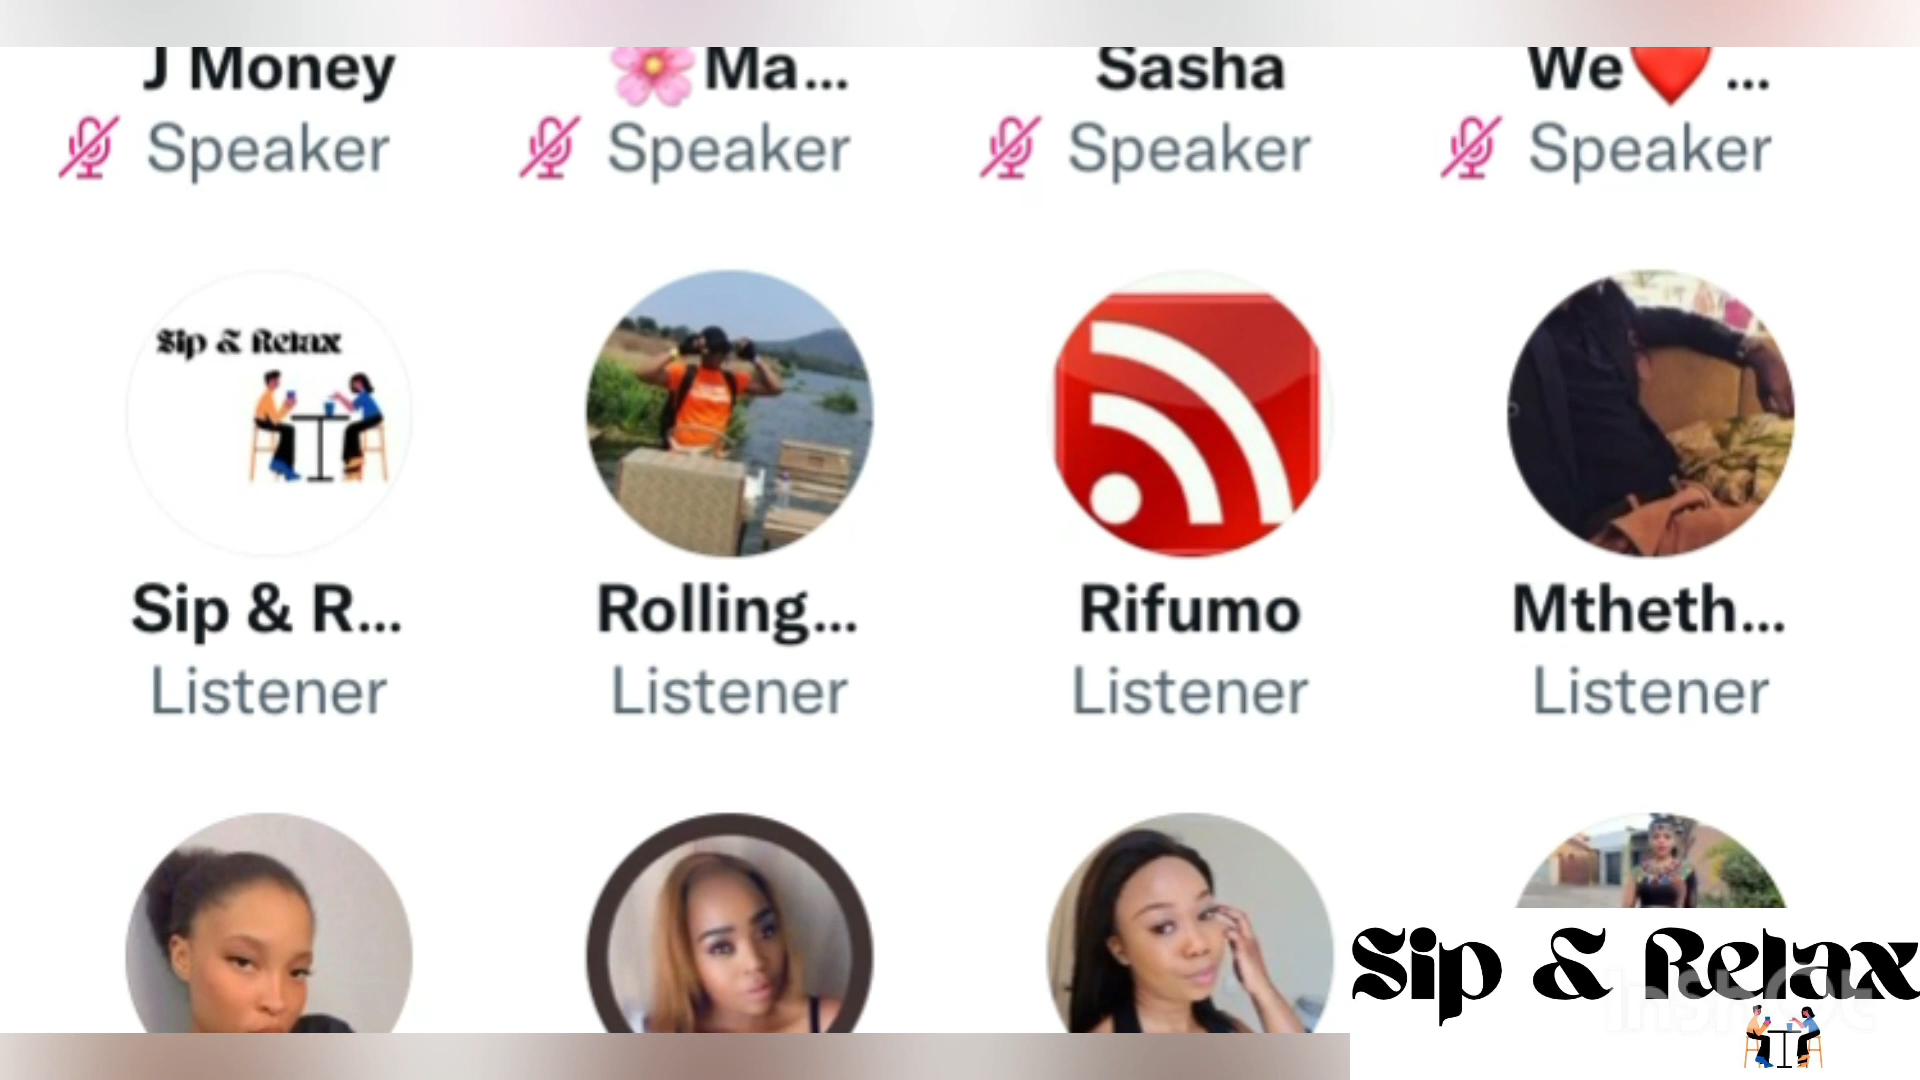 J Money 🌸Ma... Sasha We❤️...
Speaker Speaker Speaker Speaker
Sip & Relax
Sip & R... Rolling... Rifumo Mtheth...
Listener Listener Listener Listener
Sip & Relax
InShOt